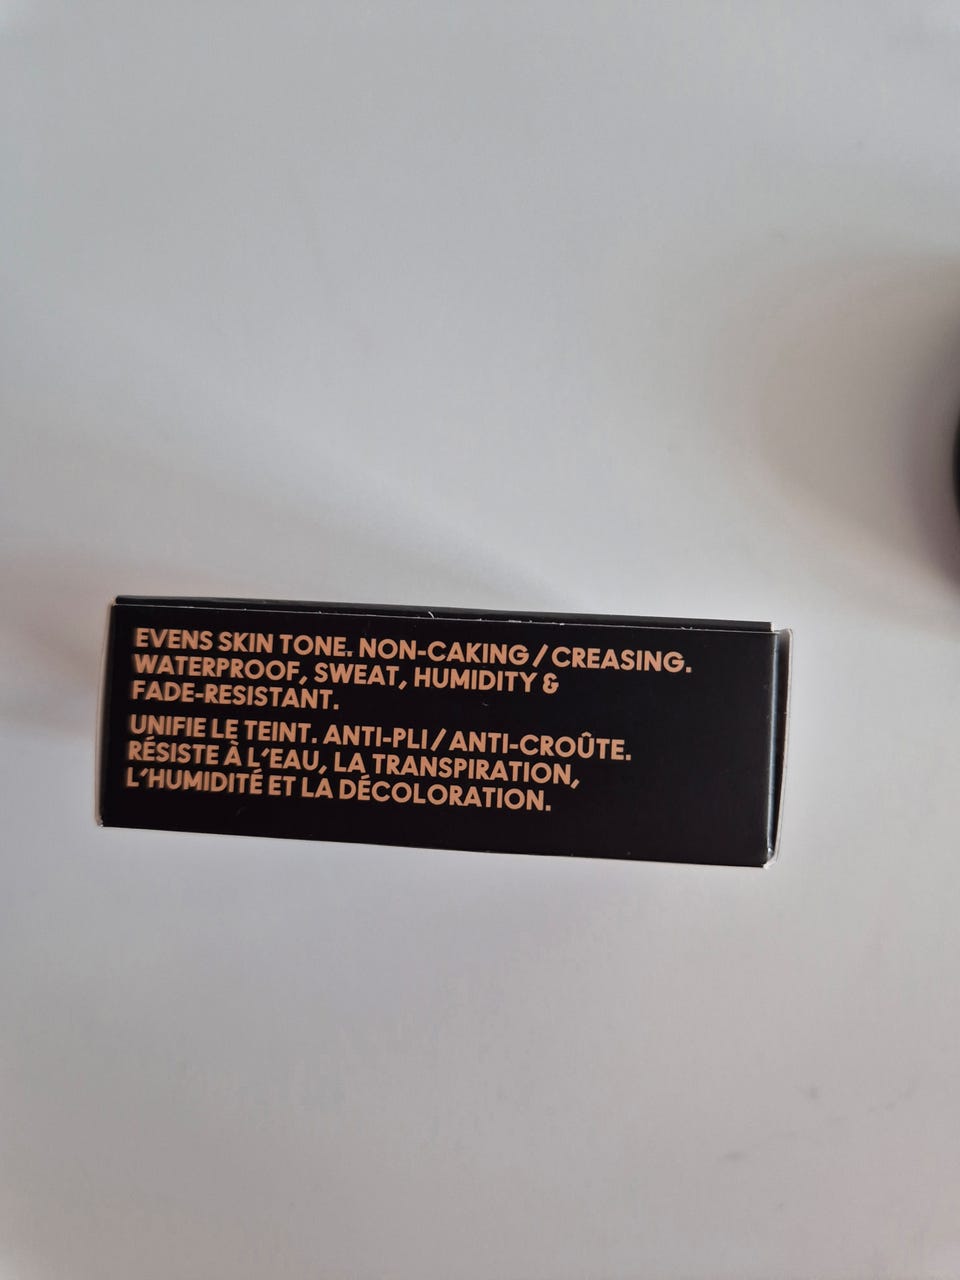 EVENS SKIN TONE. NON-CAKING / CREASING.
WATERPROOF, SWEAT, HUMIDITY &
FADE-RESISTANT.
UNIFIE LE TEINT. ANTI-PLI / ANTI-CROÛTE.
RÉSISTE À L'EAU, LA TRANSPIRATION,
L'HUMIDITÉ ET LA DÉCOLORATION.